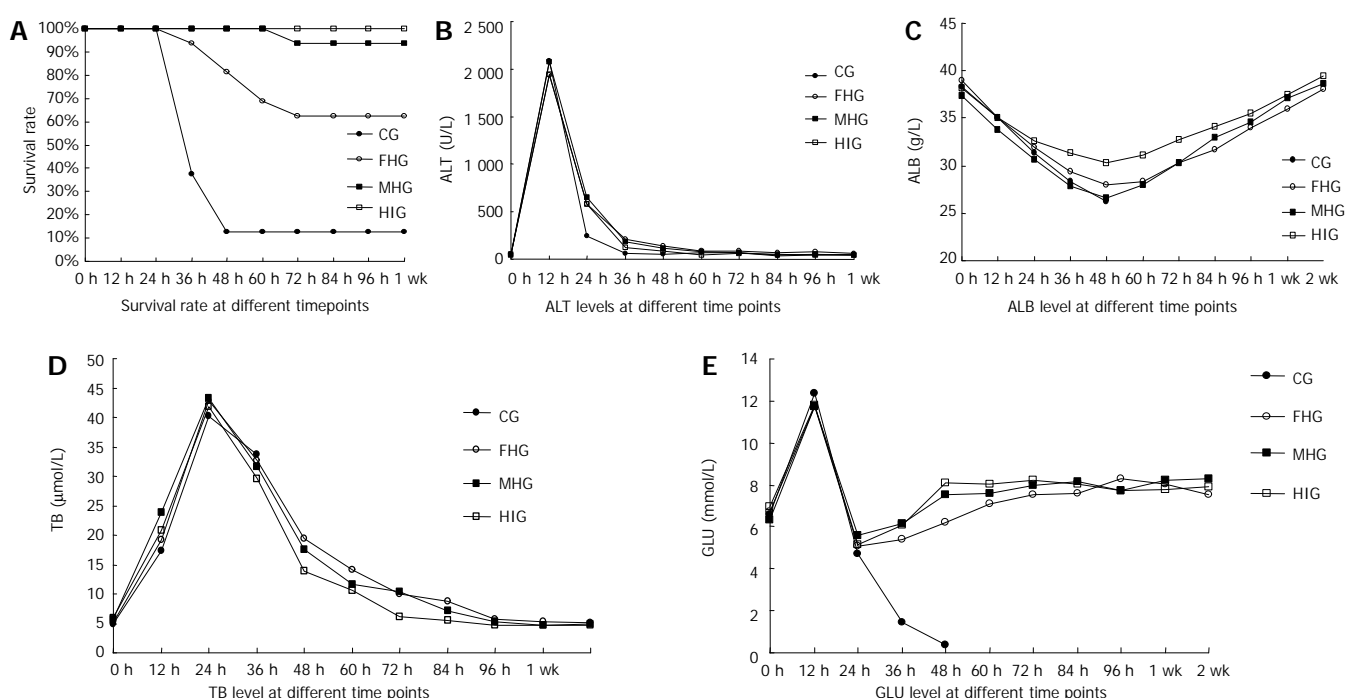 A
100%
90%
80%
70%
60%
50%
40%
30%
20%
10%
0%
Survival rate
0 h 12 h 24 h 36 h 48 h 60 h 72 h 84 h 96 h 1 wk
Survival rate at different timepoints
CG
FHG
MHG
HIG
B
2 500
2 000
1 500
1 000
500
0
ALT (U/L)
0 h 12 h 24 h 36 h 48 h 60 h 72 h 84 h 96 h 1 wk
ALT levels at different time points
CG
FHG
MHG
HIG
C
45
40
35
30
25
20
ALB (g/L)
0 h 12 h 24 h 36 h 48 h 60 h 72 h 84 h 96 h 1 wk 2 wk
ALB level at different time points
CG
FHG
MHG
HIG
D
50
45
40
35
30
25
20
15
10
5
0
TB (μmol/L)
0 h 12 h 24 h 36 h 48 h 60 h 72 h 84 h 96 h 1 wk
TB level at different time points
CG
FHG
MHG
HIG
E
14
12
10
8
6
4
2
0
GLU (mmol/L)
0 h 12 h 24 h 36 h 48 h 60 h 72 h 84 h 96 h 1 wk 2 wk
GLU level at different time points
CG
FHG
MHG
HIG